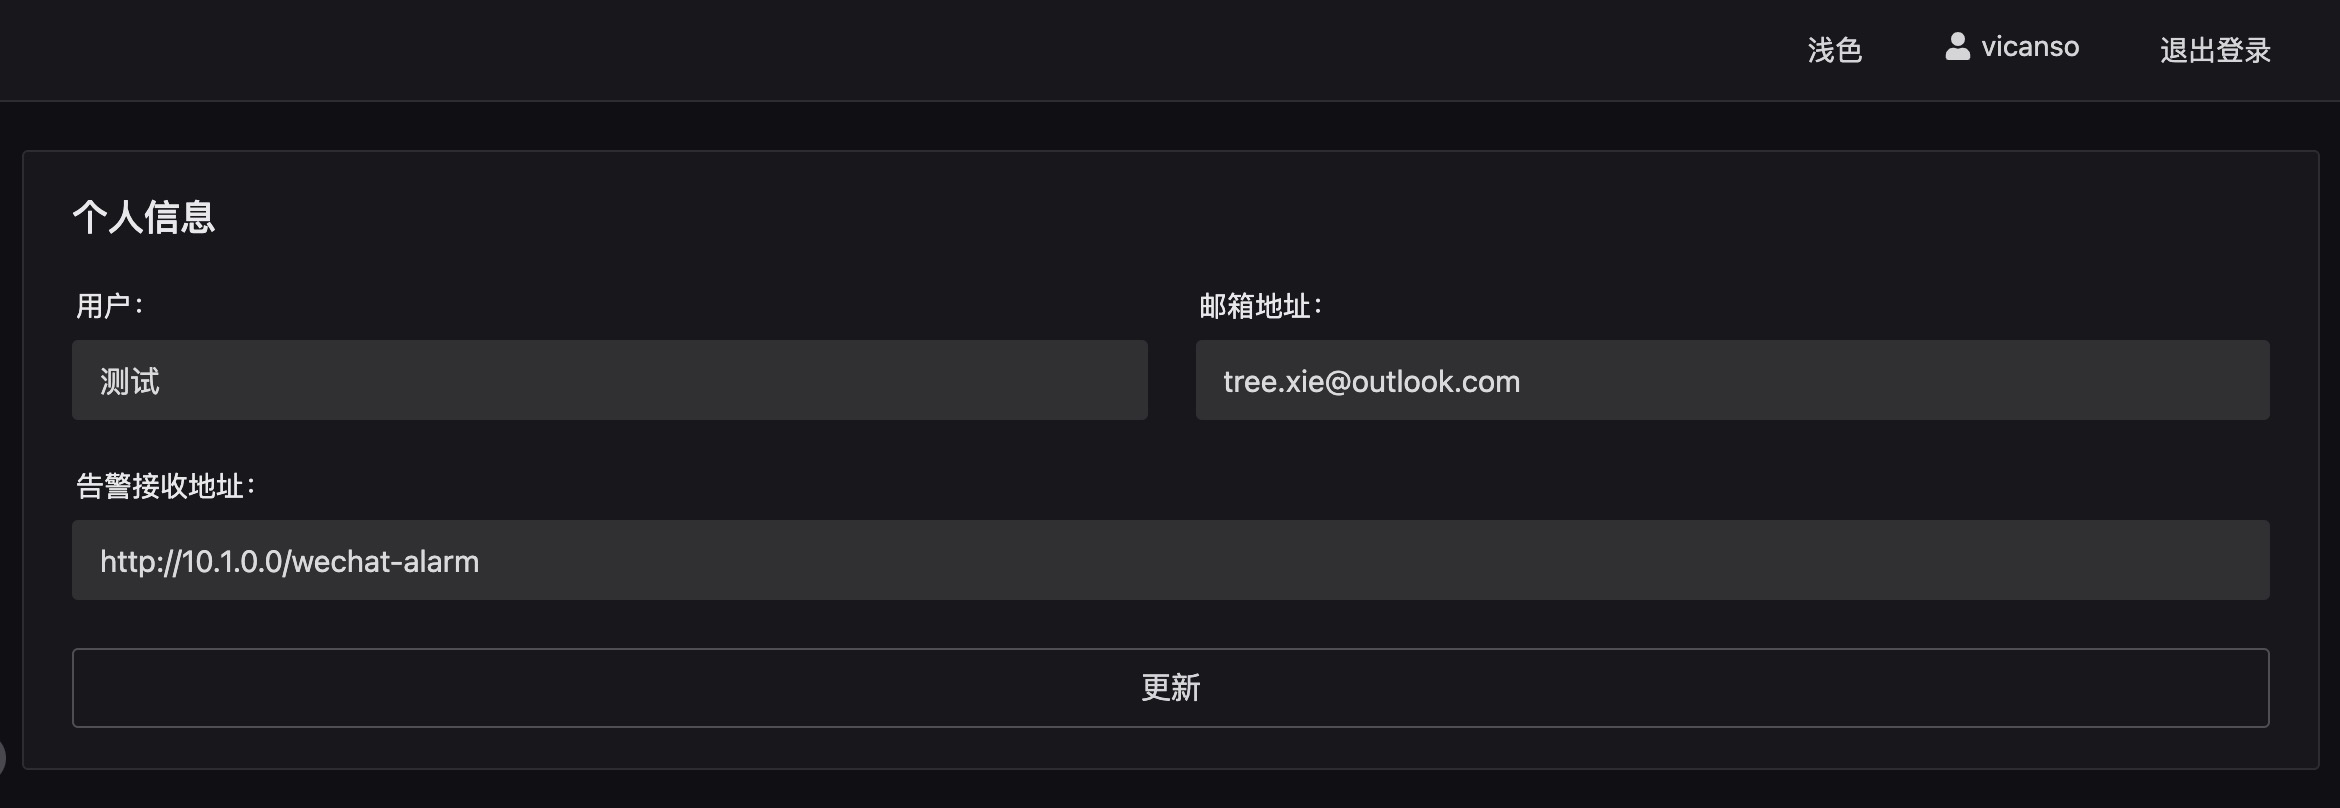 浅色 vicanso 退出登录
个人信息
用户： 邮箱地址：
测试 tree.xie@outlook.com
告警接收地址：
http://10.1.0.0/wechat-alarm
更新